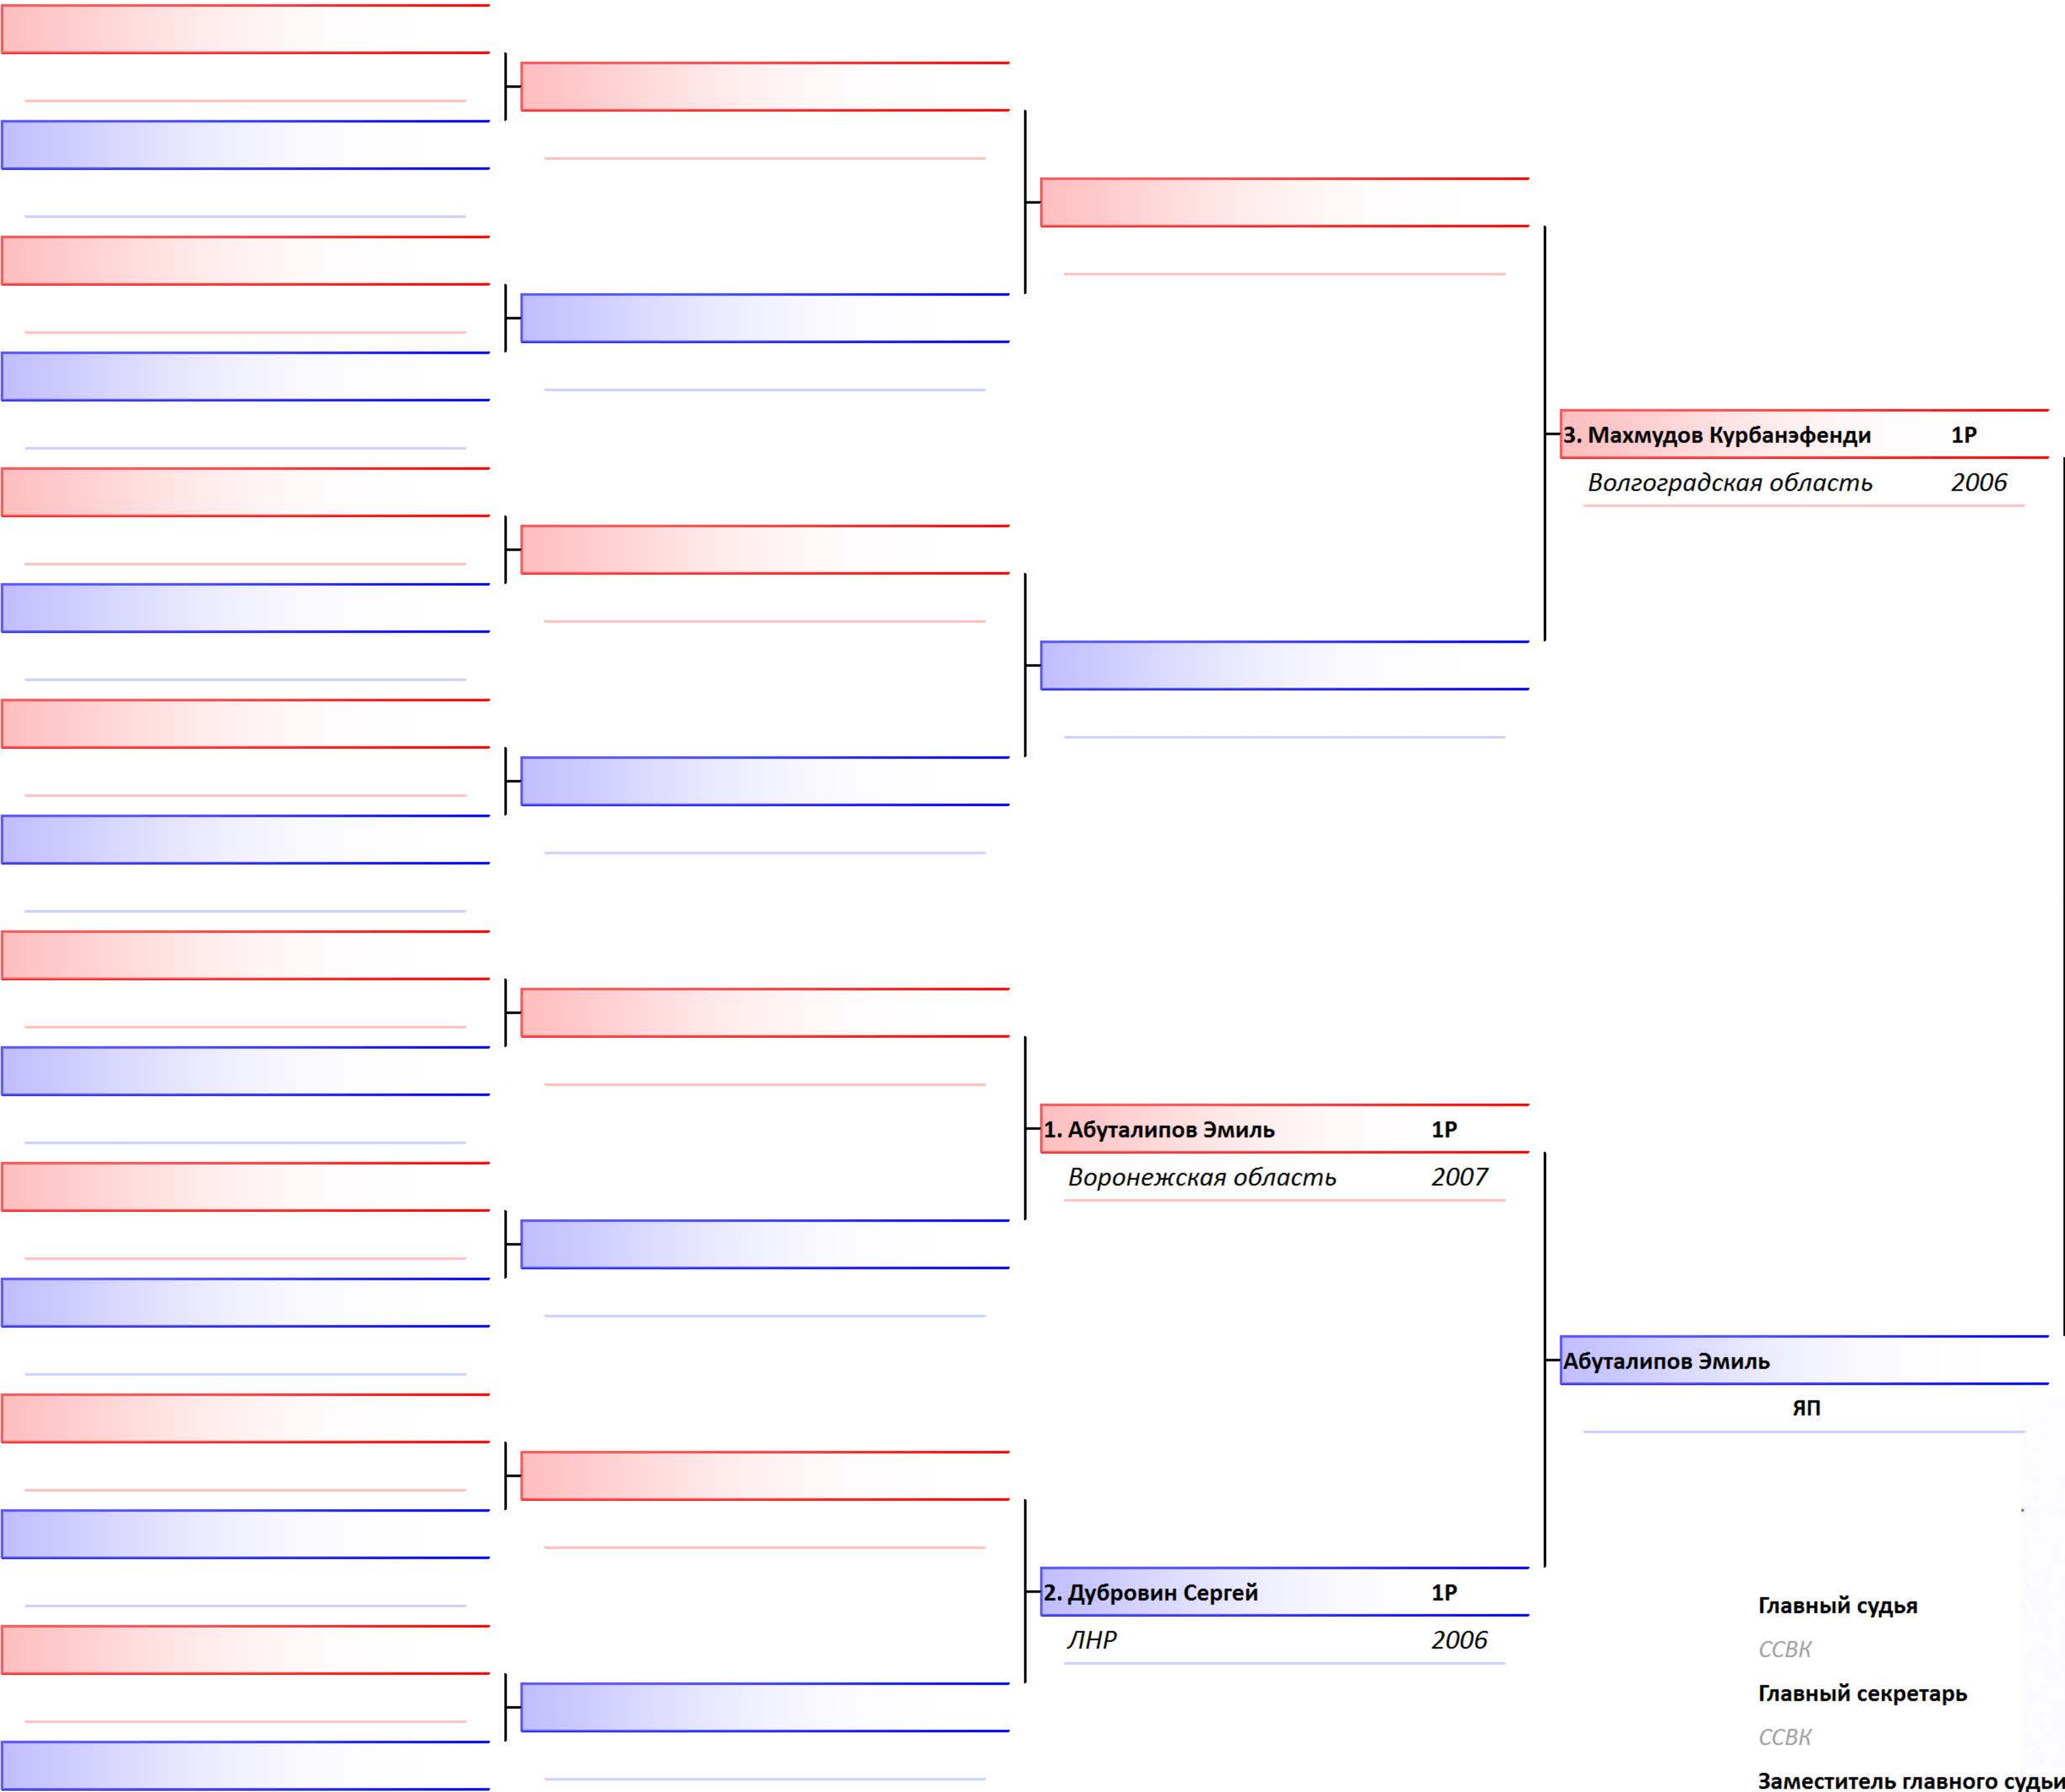 3. Махмудов Курбанэфенди 1Р
Волгоградская область 2006
1. Абуталипов Эмиль 1Р
Воронежская область 2007
Абуталипов Эмиль
ЯП
2. Дубровин Сергей 1Р
ЛНР 2006
Главный судья
ССВК
Главный секретарь
ССВК
Заместитель главного судьи